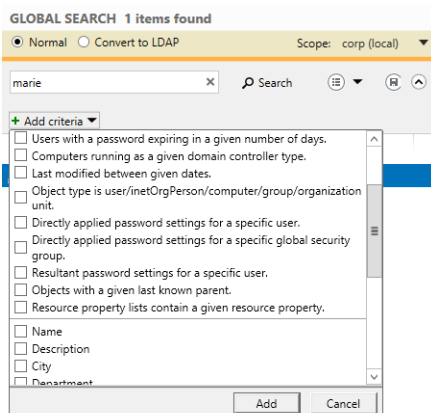 GLOBAL SEARCH 1 items found
Normal Convert to LDAP Scope: corp (local)
marie × Search
+ Add criteria
Users with a password expiring in a given number of days.
Computers running as a given domain controller type.
Last modified between given dates.
Object type is user/inetOrgPerson/computer/group/organization
unit.
Directly applied password settings for a specific user.
Directly applied password settings for a specific global security
group.
Resultant password settings for a specific user.
Objects with a given last known parent.
Resource property lists contain a given resource property.
Name
Description
City
Department
Add Cancel